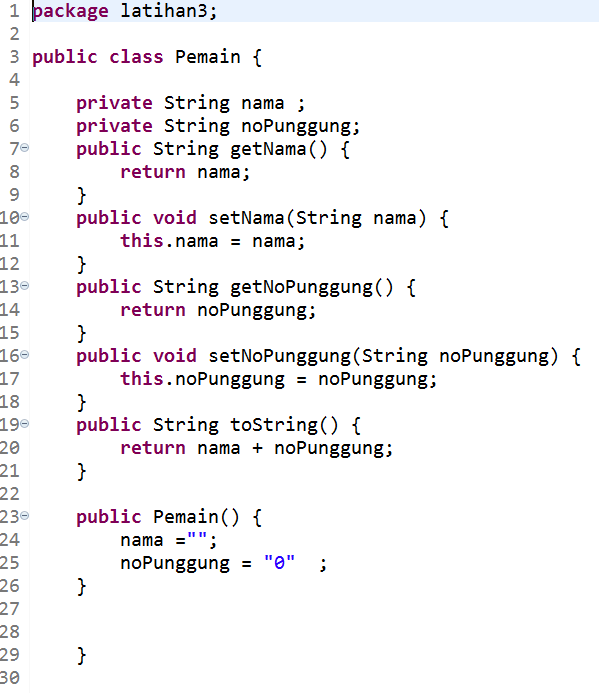 1 package latihan3;
2
3 public class Pemain {
4
5     private String nama ;
6     private String noPunggung;
7     public String getNama() {
8         return nama;
9     }
10     public void setNama(String nama) {
11         this.nama = nama;
12     }
13     public String getNoPunggung() {
14         return noPunggung;
15     }
16     public void setNoPunggung(String noPunggung) {
17         this.noPunggung = noPunggung;
18     }
19     public String toString() {
20         return nama + noPunggung;
21     }
22
23     public Pemain() {
24         nama ="";
25         noPunggung = "0"  ;
26     }
27
28
29     }
30